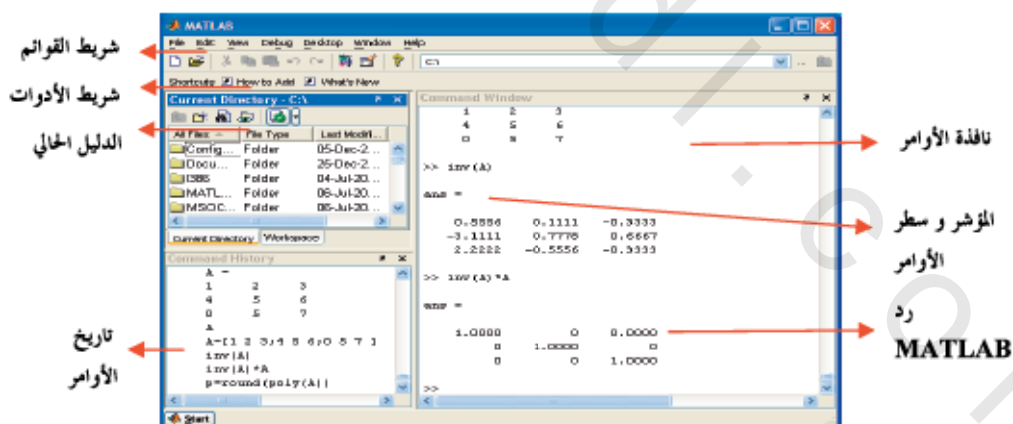 MATLAB
File Edit View Debug Desktop Window Help
C:\
Shortcuts How to Add What's New
Current Directory - C:\
All Files File Type Last Modifi...
Config... Folder 05-Dec-2...
Docu... Folder 26-Dec-2...
I386 Folder 04-Jul-20...
MATL... Folder 06-Jul-20...
MSOC... Folder 06-Jul-20...
Current Directory Workspace
Command History
A =
1 2 3
4 5 6
0 5 7
A
A=[1 2 3;4 5 6;0 8 7 ]
inv(A)
inv(A)*A
p=round(poly(A))
Start
Command Window
1 2 3
4 5 6
0 8 7
>> inv(A)
ans =
0.5556 0.1111 -0.3333
-3.1111 0.7778 0.6667
2.2222 -0.5556 -0.3333
>> inv(A)*A
ans =
1.0000 0 0.0000
0 1.0000 0
0 0 1.0000
>>
شريط القوائم
شريط الأدوات
الدليل الحالي
تاريخ
الأوامر
نافذة الأوامر
المؤشر و سطر
الأوامر
رد
MATLAB